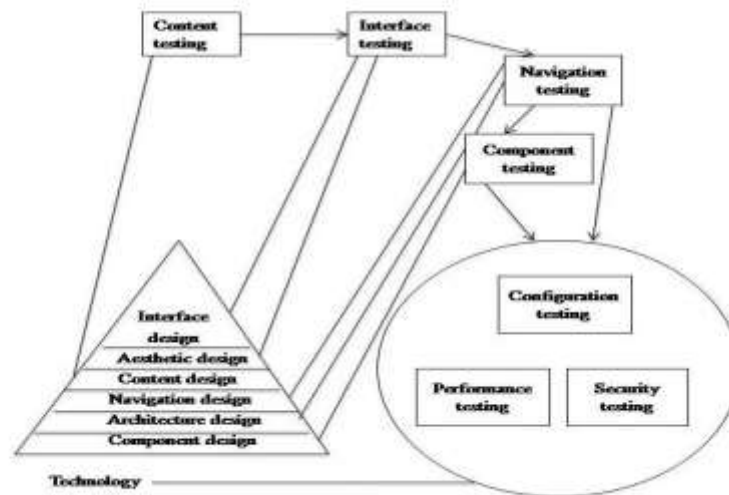 Content
testing
Interface
testing
Navigation
testing
Component
testing
Interface
design
Aesthetic design
Content design
Navigation design
Architecture design
Component design
Technology
Configuration
testing
Performance
testing
Security
testing